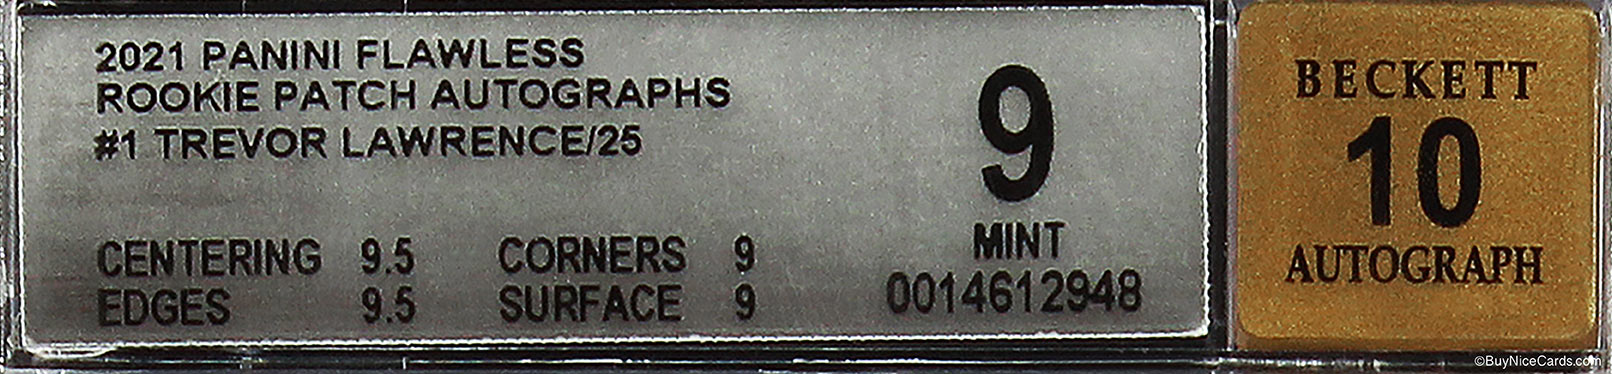 2021 PANINI FLAWLESS
ROOKIE PATCH AUTOGRAPHS
#1 TREVOR LAWRENCE/25
CENTERING 9.5 CORNERS 9
EDGES 9.5 SURFACE 9
9
MINT
0014612948
BECKETT
10
AUTOGRAPH
©BuyNiceCards.com